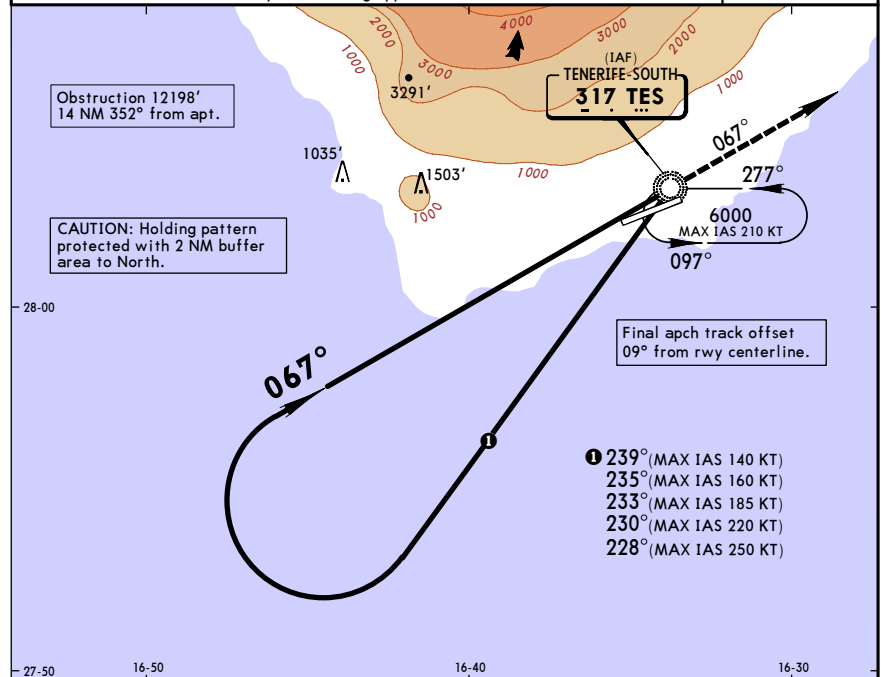 4000
2000
3000
2000
1000
3000
1000
(IAF)
TENERIFE-SOUTH
317 TES
3291'
Obstruction 12198'
14 NM 352° from apt.
067°
1035'
1503'
1000
1000
277°
6000
MAX IAS 210 KT
097°
CAUTION: Holding pattern
protected with 2 NM buffer
area to North.
28-00
Final apch track offset
09° from rwy centerline.
067°
1
1 239° (MAX IAS 140 KT)
235° (MAX IAS 160 KT)
233° (MAX IAS 185 KT)
230° (MAX IAS 220 KT)
228° (MAX IAS 250 KT)
27-50
16-50
16-40
16-30